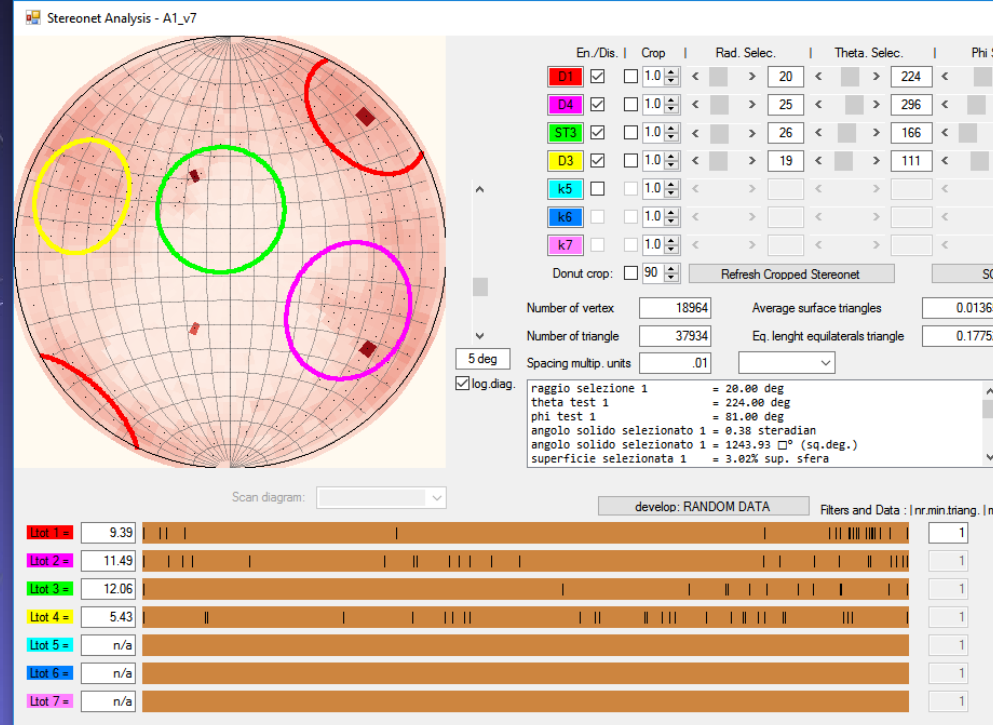 Stereonet Analysis - A1_v7
En./Dis. | Crop | Rad. Selec. | Theta. Selec. | Phi S
D1 1.0 < > 20 < > 224 <
D4 1.0 < > 25 < > 296 <
ST3 1.0 < > 26 < > 166 <
D3 1.0 < > 19 < > 111 <
k5 1.0 < > < > <
k6 1.0 < > < > <
k7 1.0 < > < > <
Donut crop: 90 Refresh Cropped Stereonet SC
Number of vertex 18964 Average surface triangles 0.0136
Number of triangle 37934 Eq. lenght equilaterals triangle 0.1775
5 deg Spacing multip. units .01
log.diag.
raggio selezione 1 = 20.00 deg
theta test 1 = 224.00 deg
phi test 1 = 81.00 deg
angolo solido selezionato 1 = 0.38 steradian
angolo solido selezionato 1 = 1243.93 □° (sq.deg.)
superficie selezionata 1 = 3.02% sup. sfera
Scan diagram:
develop: RANDOM DATA Filters and Data : | nr.min.triang. | m
Ltot 1 = 9.39 1
Ltot 2 = 11.49 1
Ltot 3 = 12.06 1
Ltot 4 = 5.43 1
Ltot 5 = n/a 1
Ltot 6 = n/a 1
Ltot 7 = n/a 1